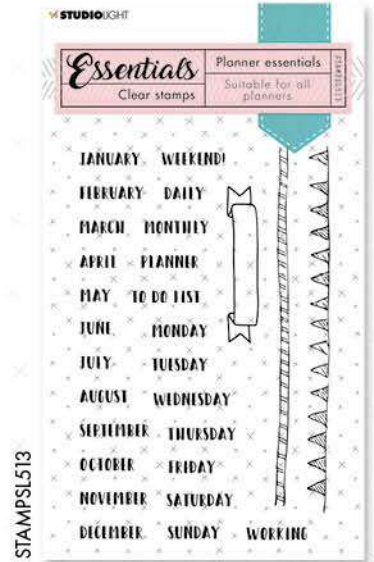 STUDIOLIGHT
Essentials
Clear stamps
Planner essentials
Suitable for all
planners
JANUARY WEEKEND!
FEBRUARY DAILY
MARCH MONTHLY
APRIL PLANNER
MAY TO DO LIST
JUNE MONDAY
JULY TUESDAY
AUGUST WEDNESDAY
SEPTEMBER THURSDAY
OCTOBER FRIDAY
NOVEMBER SATURDAY
DECEMBER SUNDAY WORKING
STAMPSL513